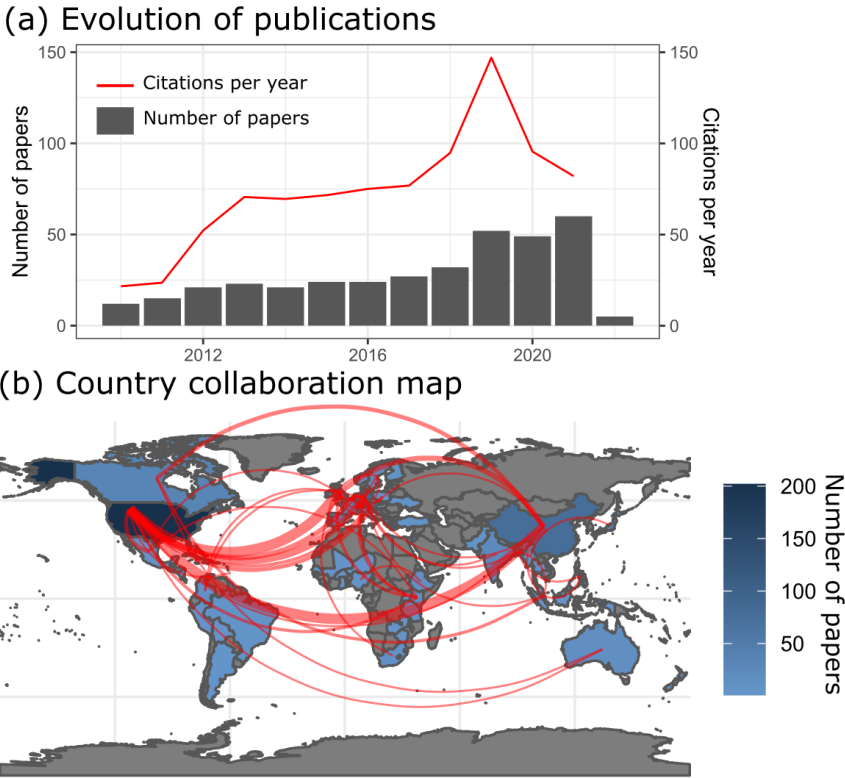 (a) Evolution of publications
150
100
50
0
Number of papers
Citations per year
Number of papers
150
100
50
0
Citations per year
2012
2016
2020
(b) Country collaboration map
200
150
100
50
Number of papers